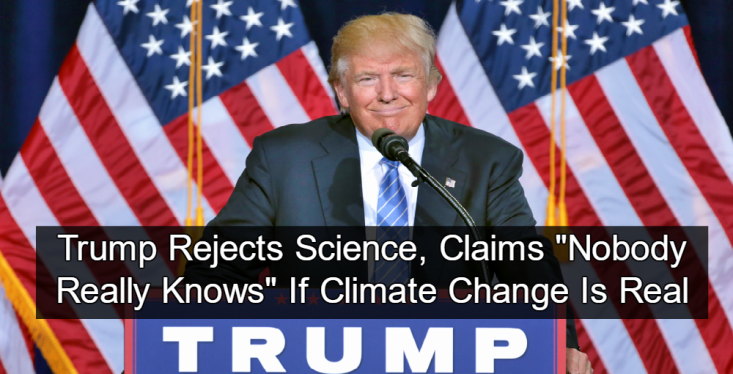 Trump Rejects Science, Claims "Nobody
Really Knows" If Climate Change Is Real
TRUMP